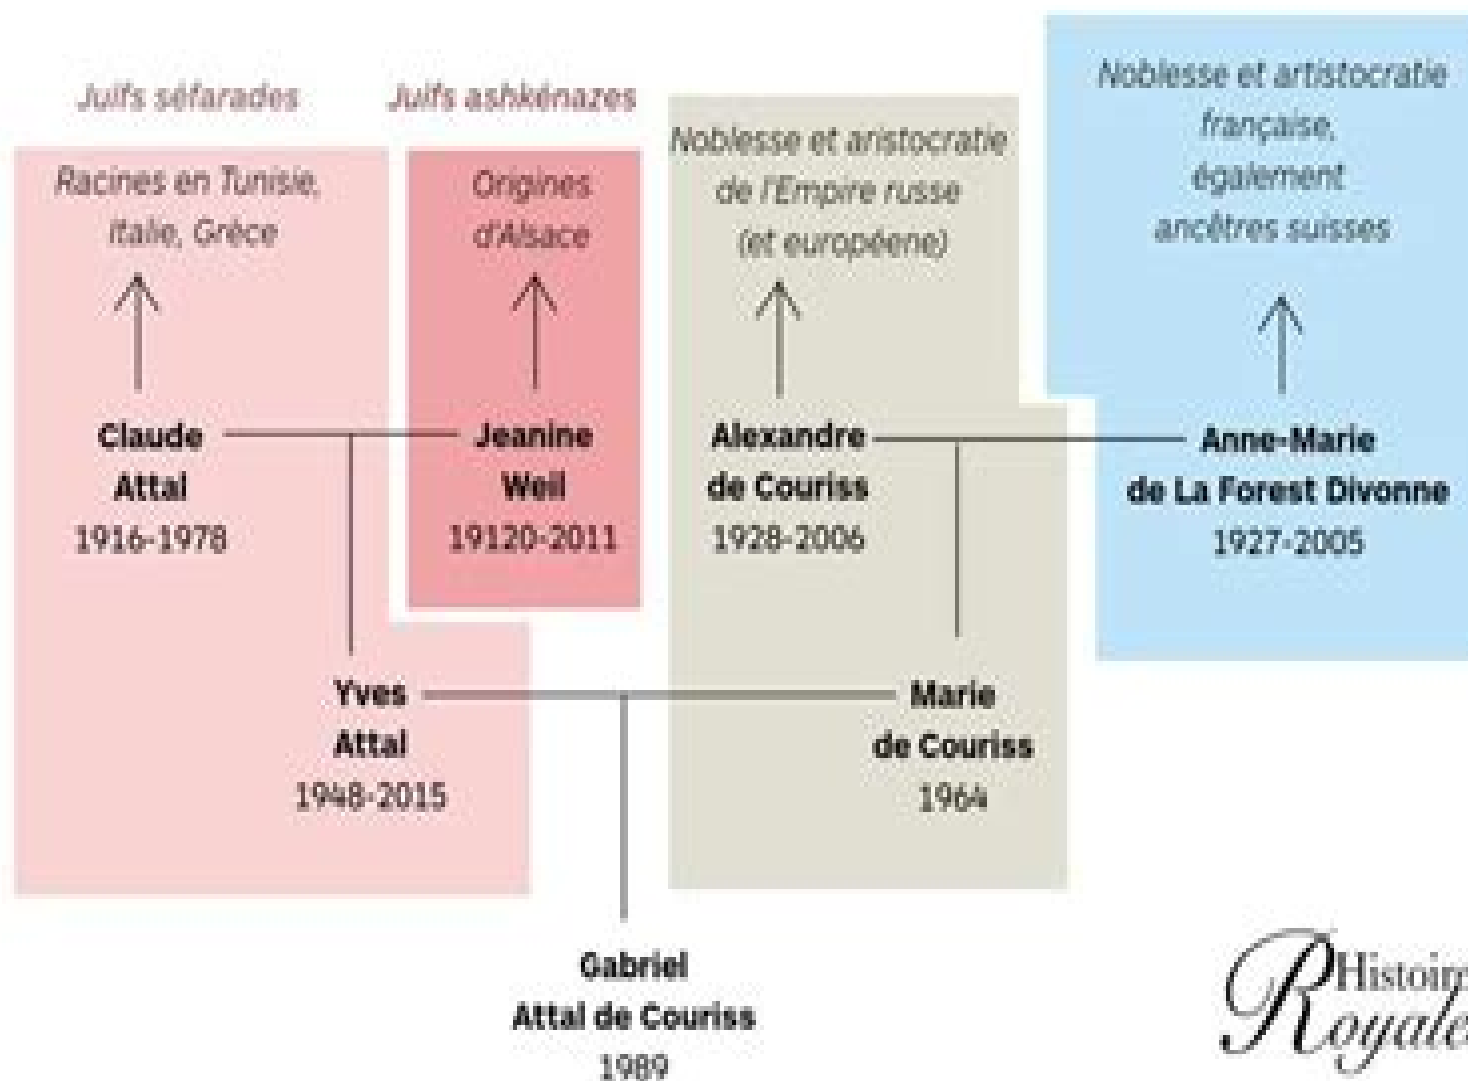 Juifs séfarades
Racines en Tunisie,
Italie, Grèce
Claude
Attal
1916-1978
Juifs ashkénazes
Origines
d'Alsace
Jeanine
Weil
19120-2011
Noblesse et aristocratie
de l'Empire russe
(et européene)
Alexandre
de Couriss
1928-2006
Noblesse et artistocratie
française,
également
ancêtres suisses
Anne-Marie
de La Forest Divonne
1927-2005
Yves
Attal
1948-2015
Marie
de Couriss
1964
Gabriel
Attal de Couriss
1989
Histoires
Royales